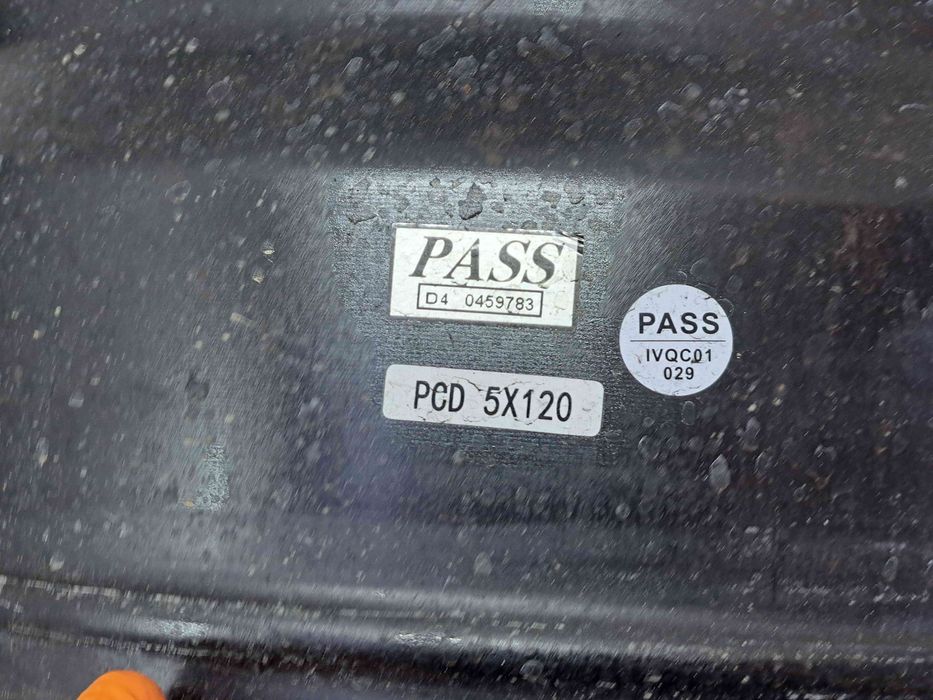 PASS
D4 0459783
PASS
IVQC01
029
PCD 5X120